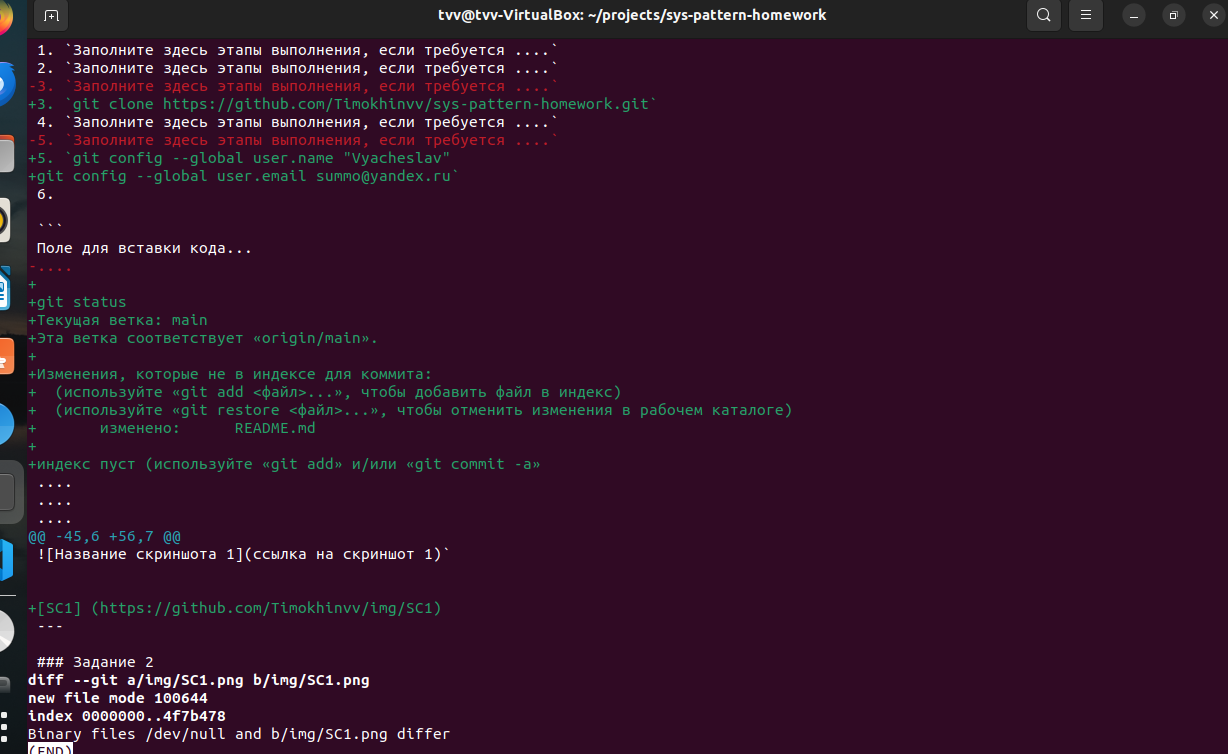 tvv@tvv-VirtualBox: ~/projects/sys-pattern-homework
1. `Заполните здесь этапы выполнения, если требуется ....`
2. `Заполните здесь этапы выполнения, если требуется ....`
-3. `Заполните здесь этапы выполнения, если требуется ....`
+3. `git clone https://github.com/Timokhinvv/sys-pattern-homework.git`
4. `Заполните здесь этапы выполнения, если требуется ....`
-5. `Заполните здесь этапы выполнения, если требуется ....`
+5. `git config --global user.name "Vyacheslav"
+git config --global user.email summo@yandex.ru`
6.
```
Поле для вставки кода...
-....
+
+git status
+Текущая ветка: main
+Эта ветка соответствует «origin/main».
+
+Изменения, которые не в индексе для коммита:
+  (используйте «git add <файл>...», чтобы добавить файл в индекс)
+  (используйте «git restore <файл>...», чтобы отменить изменения в рабочем каталоге)
+       изменено:      README.md
+
+индекс пуст (используйте «git add» и/или «git commit -a»
....
....
....
@@ -45,6 +56,7 @@
![Название скриншота 1](ссылка на скриншот 1)`
+[SC1] (https://github.com/Timokhinvv/img/SC1)
---
### Задание 2
diff --git a/img/SC1.png b/img/SC1.png
new file mode 100644
index 0000000..4f7b478
Binary files /dev/null and b/img/SC1.png differ
(END)